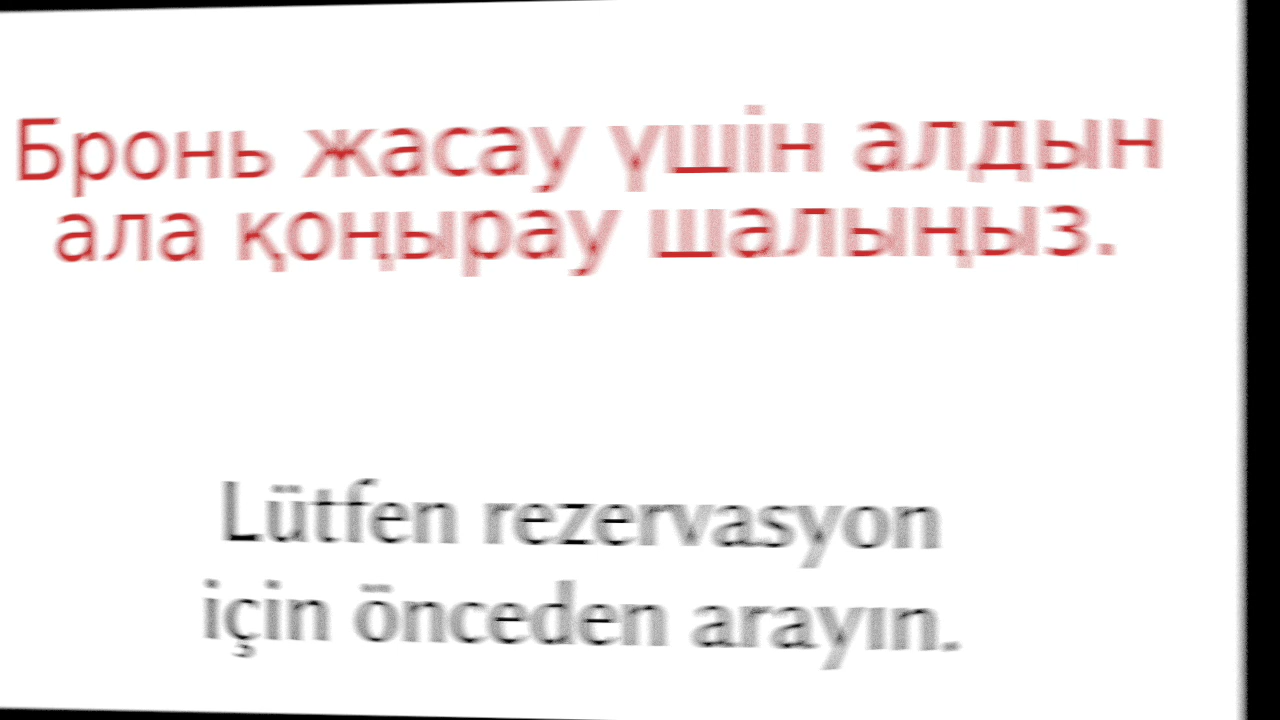 Бронь жасау үшін алдын
ала қоңырау шалыңыз.
Lütfen rezervasyon
için önceden arayın.